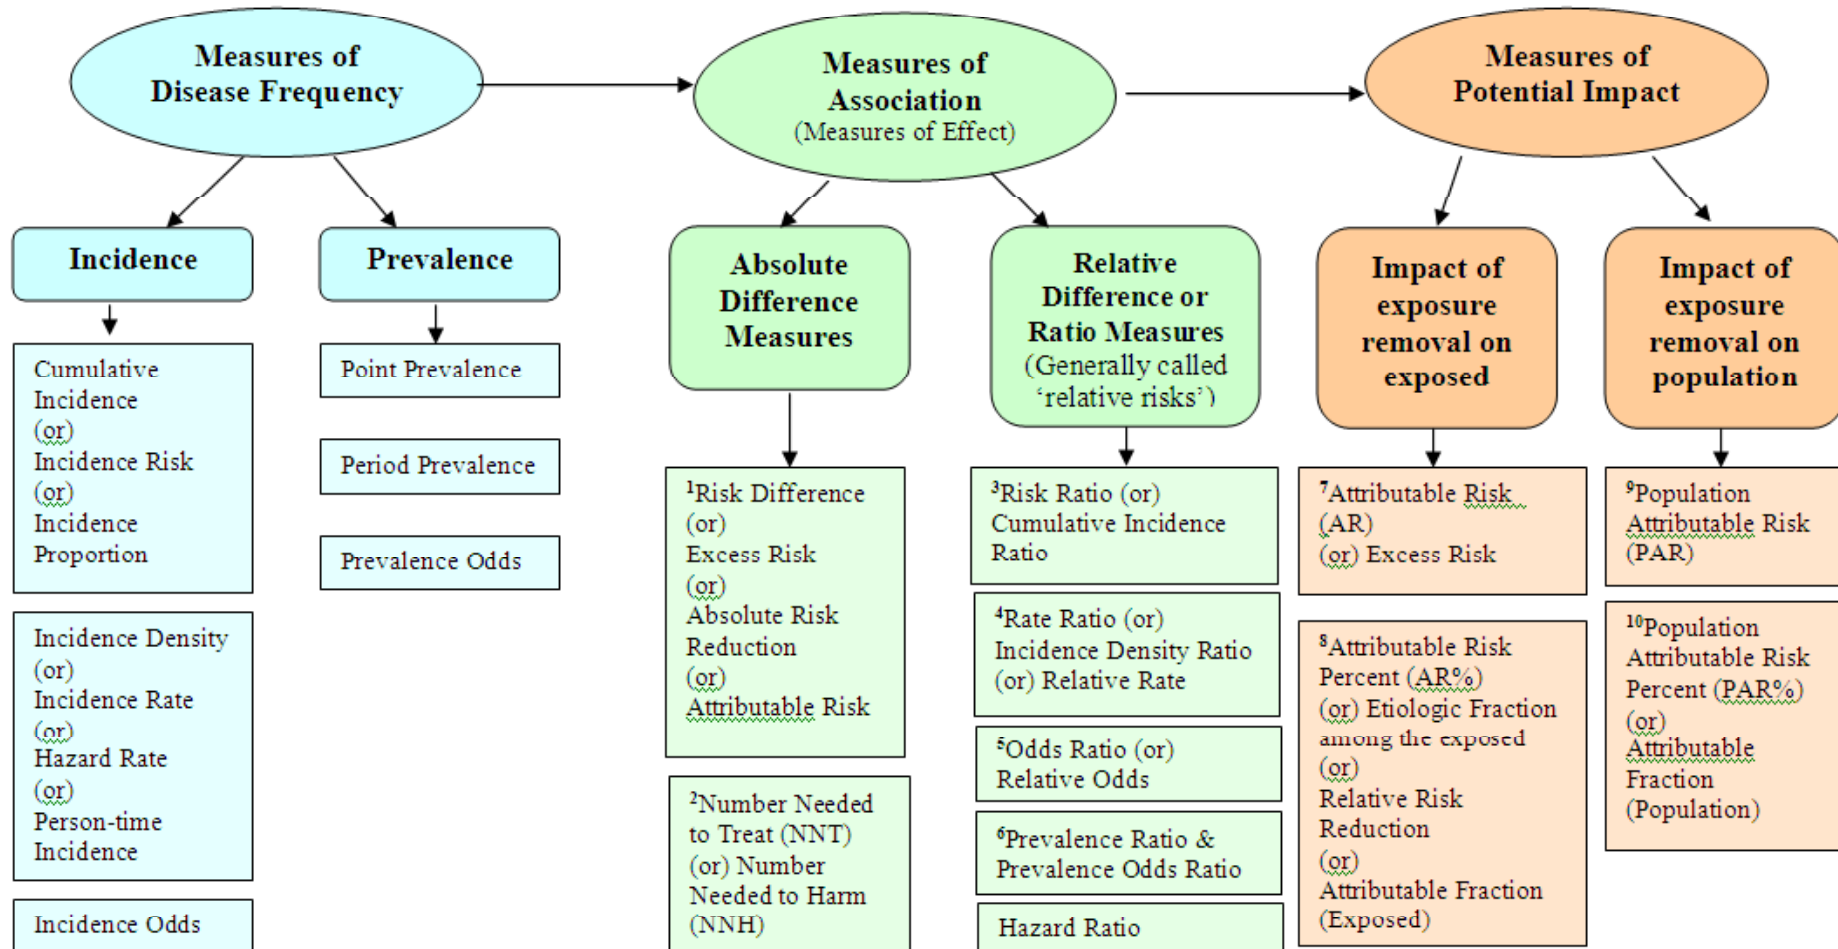 Measures of
Disease Frequency
Measures of
Association
(Measures of Effect)
Measures of
Potential Impact
Incidence
Prevalence
Absolute
Difference
Measures
Relative
Difference or
Ratio Measures
(Generally called
‘relative risks’)
Impact of
exposure
removal on
exposed
Impact of
exposure
removal on
population
Cumulative
Incidence
(or)
Incidence Risk
(or)
Incidence
Proportion
Incidence Density
(or)
Incidence Rate
(or)
Hazard Rate
(or)
Person-time
Incidence
Incidence Odds
Point Prevalence
Period Prevalence
Prevalence Odds
¹Risk Difference
(or)
Excess Risk
(or)
Absolute Risk
Reduction
(or)
Attributable Risk
²Number Needed
to Treat (NNT)
(or) Number
Needed to Harm
(NNH)
³Risk Ratio (or)
Cumulative Incidence
Ratio
⁴Rate Ratio (or)
Incidence Density Ratio
(or) Relative Rate
⁵Odds Ratio (or)
Relative Odds
⁶Prevalence Ratio &
Prevalence Odds Ratio
Hazard Ratio
⁷Attributable Risk
(AR)
(or) Excess Risk
⁸Attributable Risk
Percent (AR%)
(or) Etiologic Fraction
among the exposed
(or)
Relative Risk
Reduction
(or)
Attributable Fraction
(Exposed)
⁹Population
Attributable Risk
(PAR)
¹⁰Population
Attributable Risk
Percent (PAR%)
(or)
Attributable
Fraction
(Population)